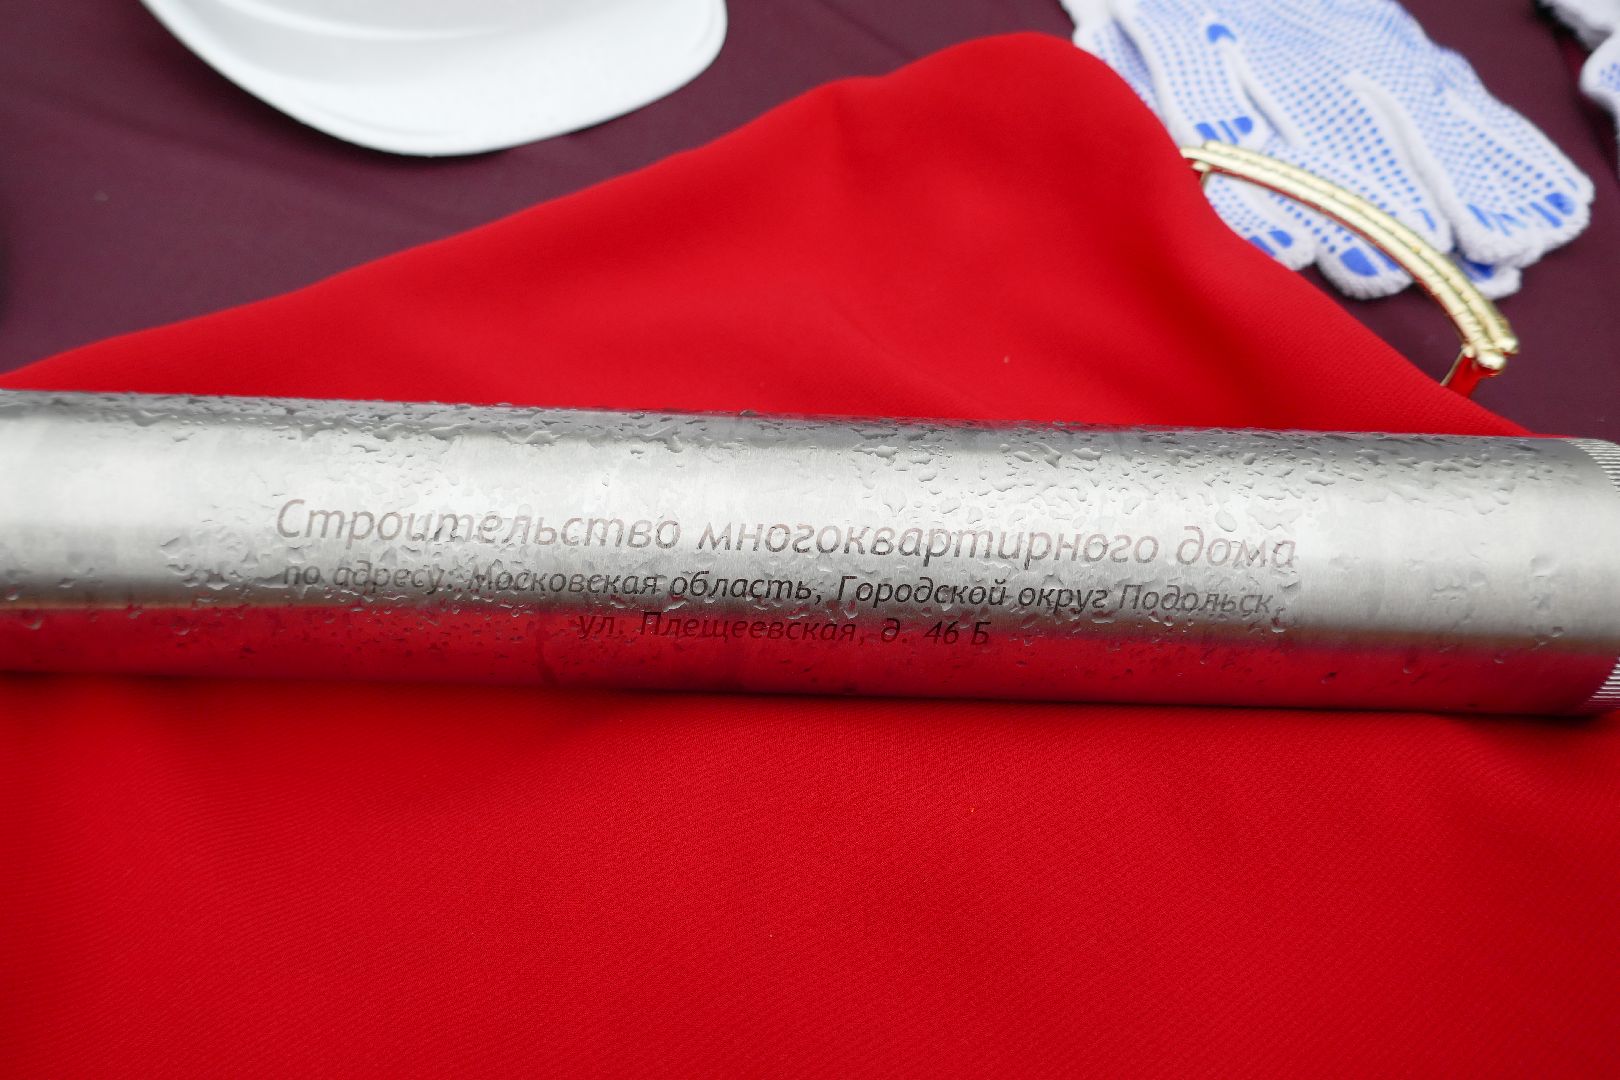 Строительство многоквартирного дома
по адресу: Московская область, Городской округ Подольск,
ул. Плещеевская, д. 46 Б